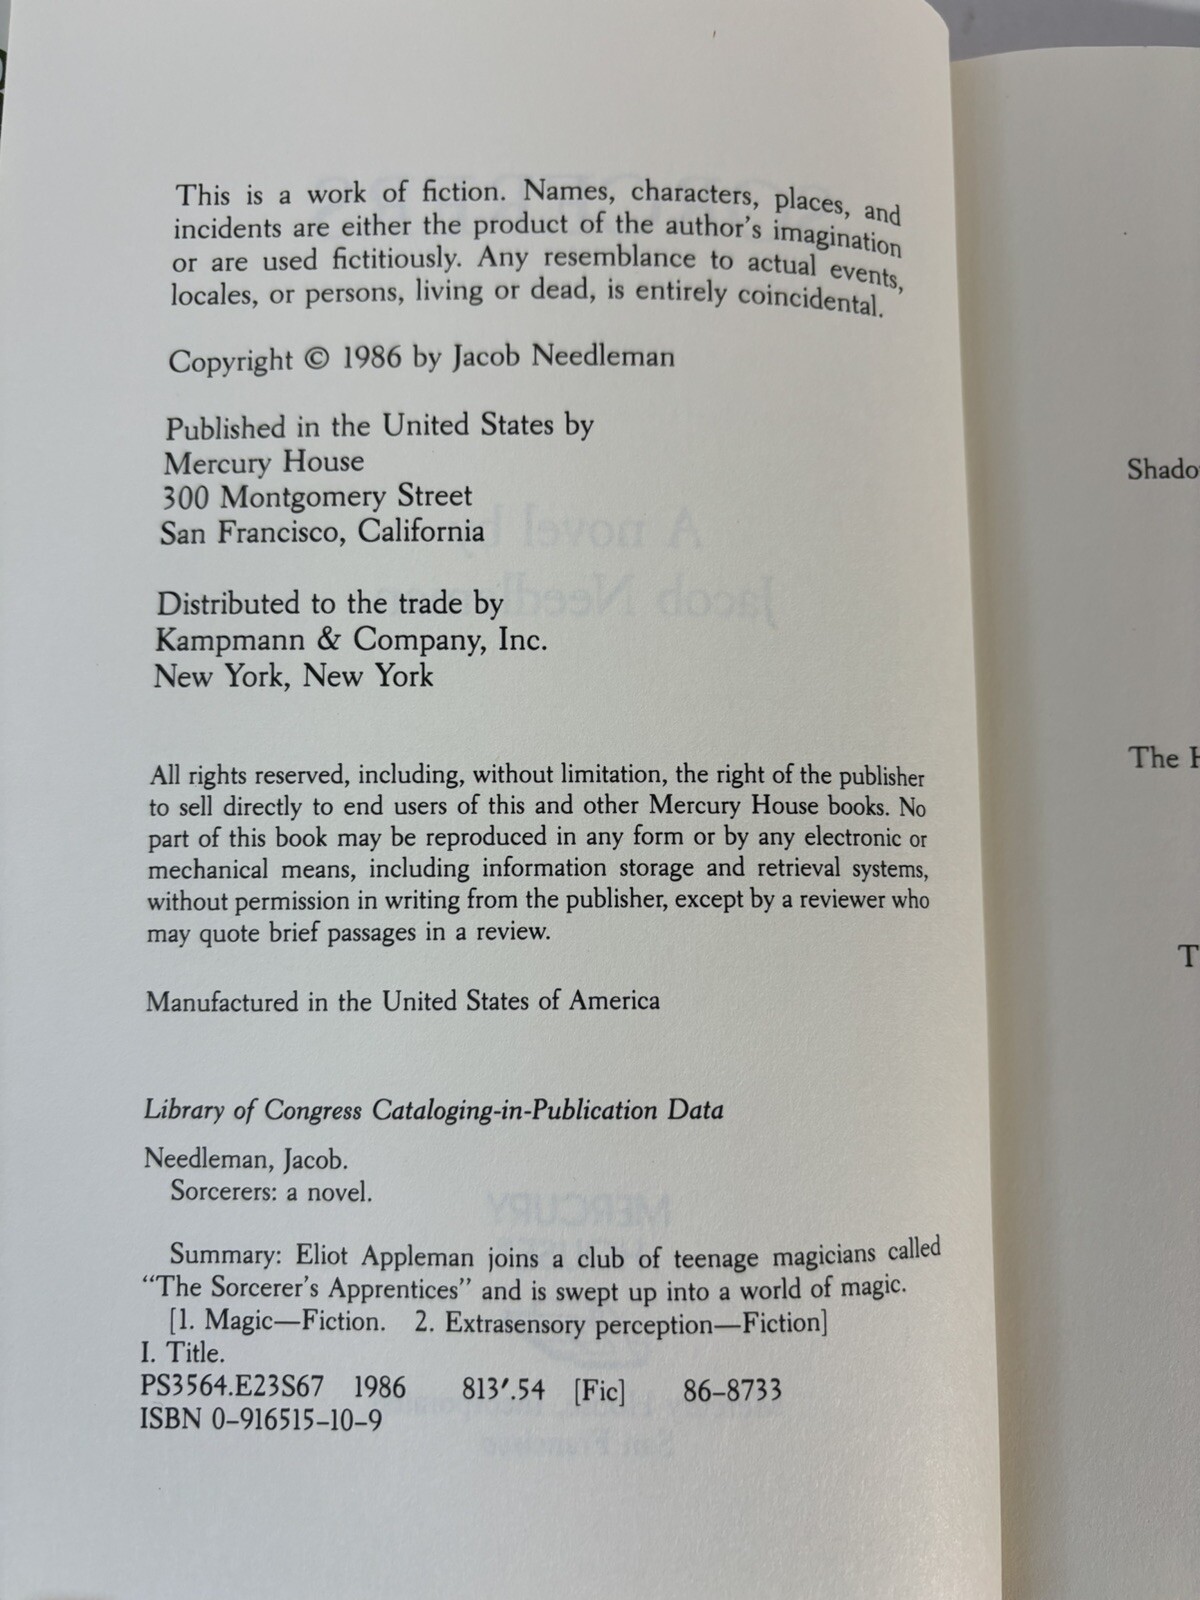 This is a work of fiction. Names, characters, places, and
incidents are either the product of the author's imagination
or are used fictitiously. Any resemblance to actual events,
locales, or persons, living or dead, is entirely coincidental.
Copyright © 1986 by Jacob Needleman
Published in the United States by
Mercury House
300 Montgomery Street
San Francisco, California
Distributed to the trade by
Kampmann & Company, Inc.
New York, New York
All rights reserved, including, without limitation, the right of the publisher
to sell directly to end users of this and other Mercury House books. No
part of this book may be reproduced in any form or by any electronic or
mechanical means, including information storage and retrieval systems,
without permission in writing from the publisher, except by a reviewer who
may quote brief passages in a review.
Manufactured in the United States of America
Library of Congress Cataloging-in-Publication Data
Needleman, Jacob.
Sorcerers: a novel.
Summary: Eliot Appleman joins a club of teenage magicians called
"The Sorcerer's Apprentices" and is swept up into a world of magic.
[1. Magic—Fiction. 2. Extrasensory perception—Fiction]
I. Title.
PS3564.E23S67 1986 813′.54 [Fic] 86–8733
ISBN 0–916515–10–9
The